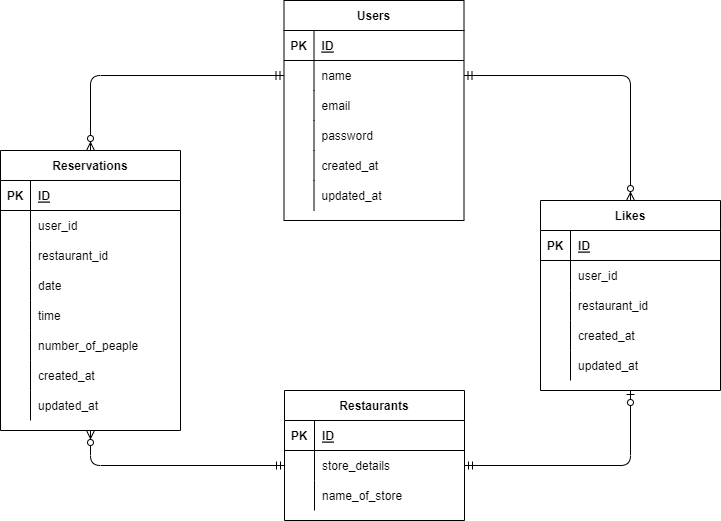 Users
PK ID
name
email
password
created_at
updated_at
Reservations
PK ID
user_id
restaurant_id
date
time
number_of_peaple
created_at
updated_at
Likes
PK ID
user_id
restaurant_id
created_at
updated_at
Restaurants
PK ID
store_details
name_of_store